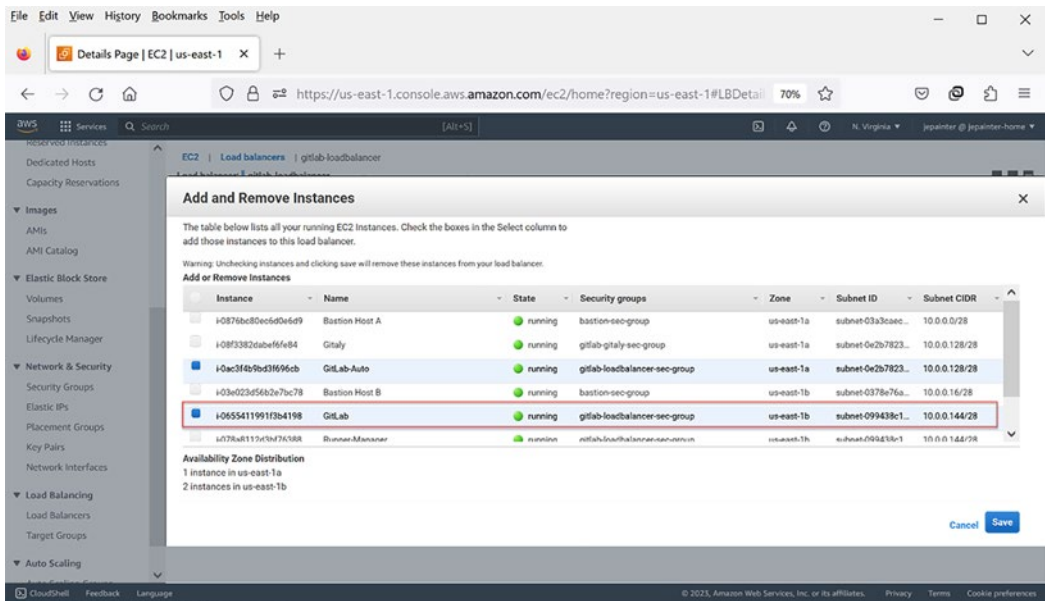 File Edit View History Bookmarks Tools Help
Details Page | EC2 | us-east-1
https://us-east-1.console.aws.amazon.com/ec2/home?region=us-east-1#LBDetail 70%
aws Services Search [Alt+S] N. Virginia jepainter @ jepainter-home
Reserved Instances
Dedicated Hosts
Capacity Reservations
Images
AMIs
AMI Catalog
Elastic Block Store
Volumes
Snapshots
Lifecycle Manager
Network & Security
Security Groups
Elastic IPs
Placement Groups
Key Pairs
Network Interfaces
Load Balancing
Load Balancers
Target Groups
Auto Scaling
EC2 | Load balancers | gitlab-loadbalancer
Add and Remove Instances
The table below lists all your running EC2 Instances. Check the boxes in the Select column to
add those instances to this load balancer.
Warning: Unchecking instances and clicking save will remove these instances from your load balancer.
Add or Remove Instances
Instance Name State Security groups Zone Subnet ID Subnet CIDR
i-0876bc80ec6d0e6d9 Bastion Host A running bastion-sec-group us-east-1a subnet-03a3caec... 10.0.0.0/28
i-08f3382dabef6fe84 Gitaly running gitlab-gitaly-sec-group us-east-1a subnet-0e2b7823... 10.0.0.128/28
i-0ac3f4b9bd3f696cb GitLab-Auto running gitlab-loadbalancer-sec-group us-east-1a subnet-0e2b7823... 10.0.0.128/28
i-03e023d56b2e7bc78 Bastion Host B running bastion-sec-group us-east-1b subnet-0378e76a... 10.0.0.16/28
i-0655411991f3b4198 GitLab running gitlab-loadbalancer-sec-group us-east-1b subnet-099438c1... 10.0.0.144/28
i-078a8112d3bf76388 Runner-Manager running gitlab-loadbalancer-sec-group us-east-1b subnet-099438c1 10.0.0.144/28
Availability Zone Distribution
1 instance in us-east-1a
2 instances in us-east-1b
Cancel Save
CloudShell Feedback Language © 2023, Amazon Web Services, Inc. or its affiliates. Privacy Terms Cookie preferences